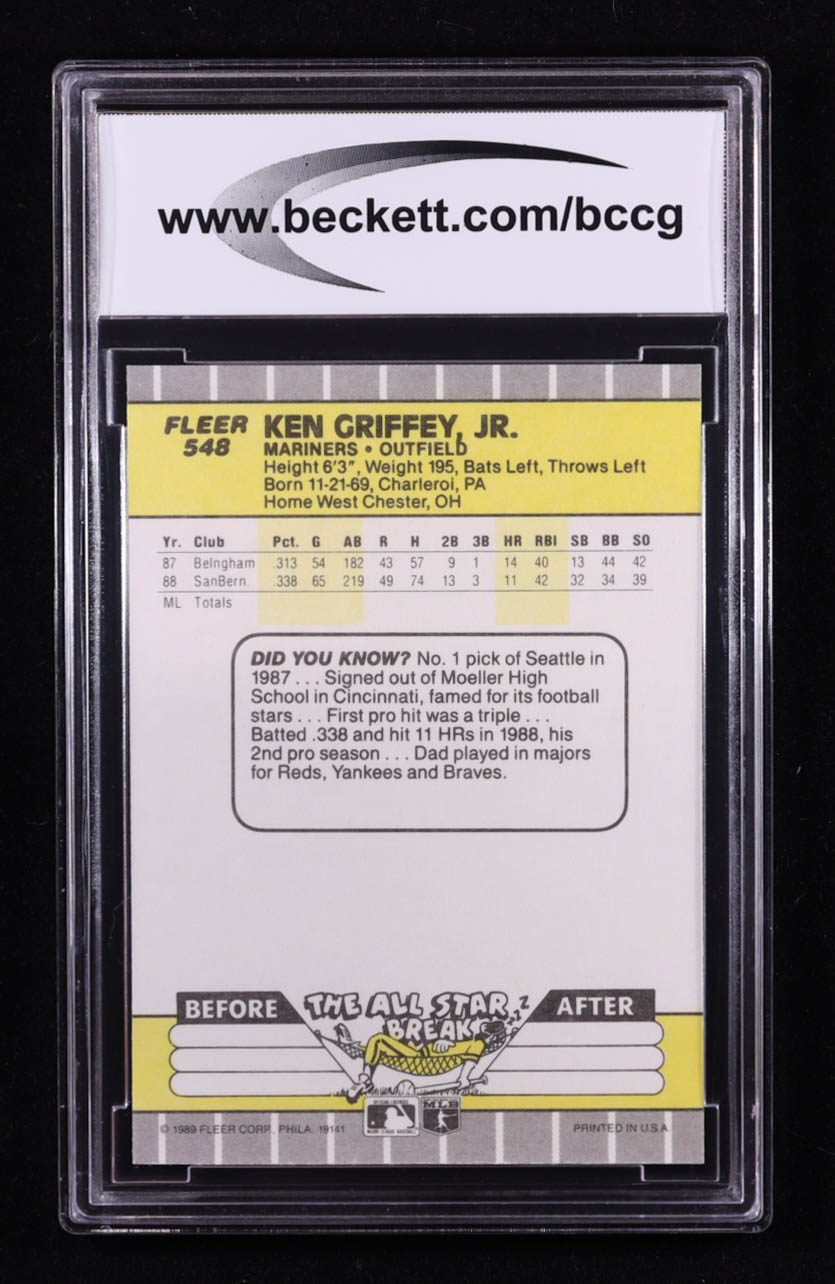 www.beckett.com/bccg
FLEER
548
KEN GRIFFEY, JR.
MARINERS • OUTFIELD
Height 6'3", Weight 195, Bats Left, Throws Left
Born 11-21-69, Charleroi, PA
Home West Chester, OH
Yr. Club Pct. G AB R H 2B 3B HR RBI SB BB SO
87 Belngham .313 54 182 43 57 9 1 14 40 13 44 42
88 SanBern. .338 65 219 49 74 13 3 11 42 32 34 39
ML Totals
DID YOU KNOW? No. 1 pick of Seattle in
1987 . . . Signed out of Moeller High
School in Cincinnati, famed for its football
stars . . . First pro hit was a triple . . .
Batted .338 and hit 11 HRs in 1988, his
2nd pro season . . . Dad played in majors
for Reds, Yankees and Braves.
BEFORE
THE ALL STAR
BREAK
zzZ
AFTER
MLB
© 1989 FLEER CORP., PHILA. 19141
PRINTED IN U.S.A.